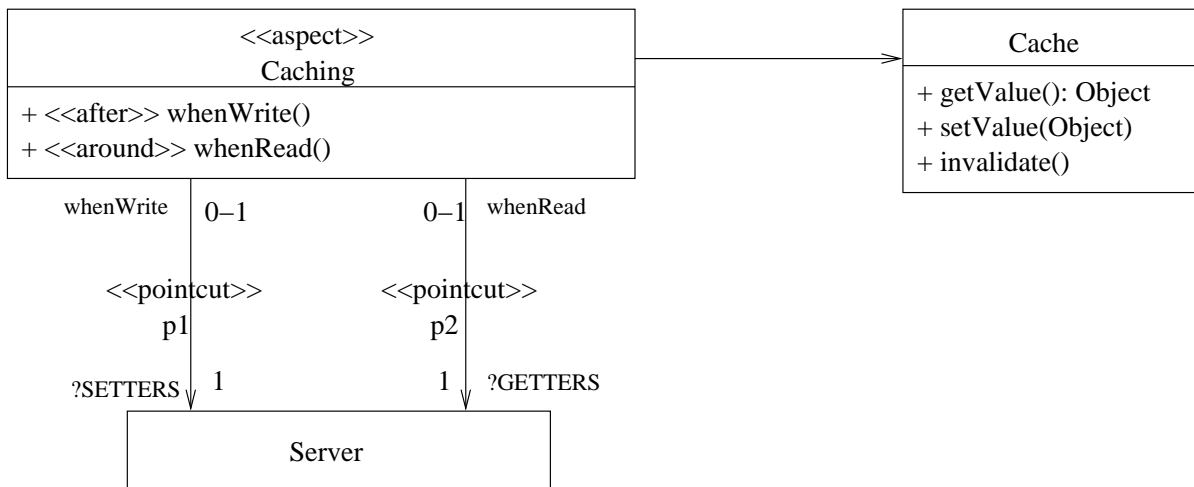 <<aspect>>
Caching
+ <<after>> whenWrite()
+ <<around>> whenRead()
Cache
+ getValue(): Object
+ setValue(Object)
+ invalidate()
whenWrite 0–1 0–1 whenRead
<<pointcut>> <<pointcut>>
p1 p2
?SETTERS 1 1 ?GETTERS
Server